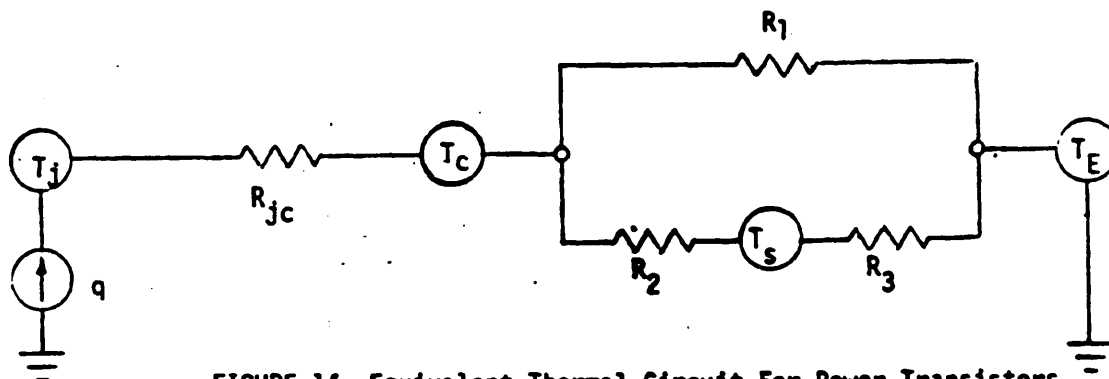 R1
Tj
Rjc
TC
TE
R2
Ts
R3
q
FIGURE 16 Equivalent Thermal Circuit For Power Transistors